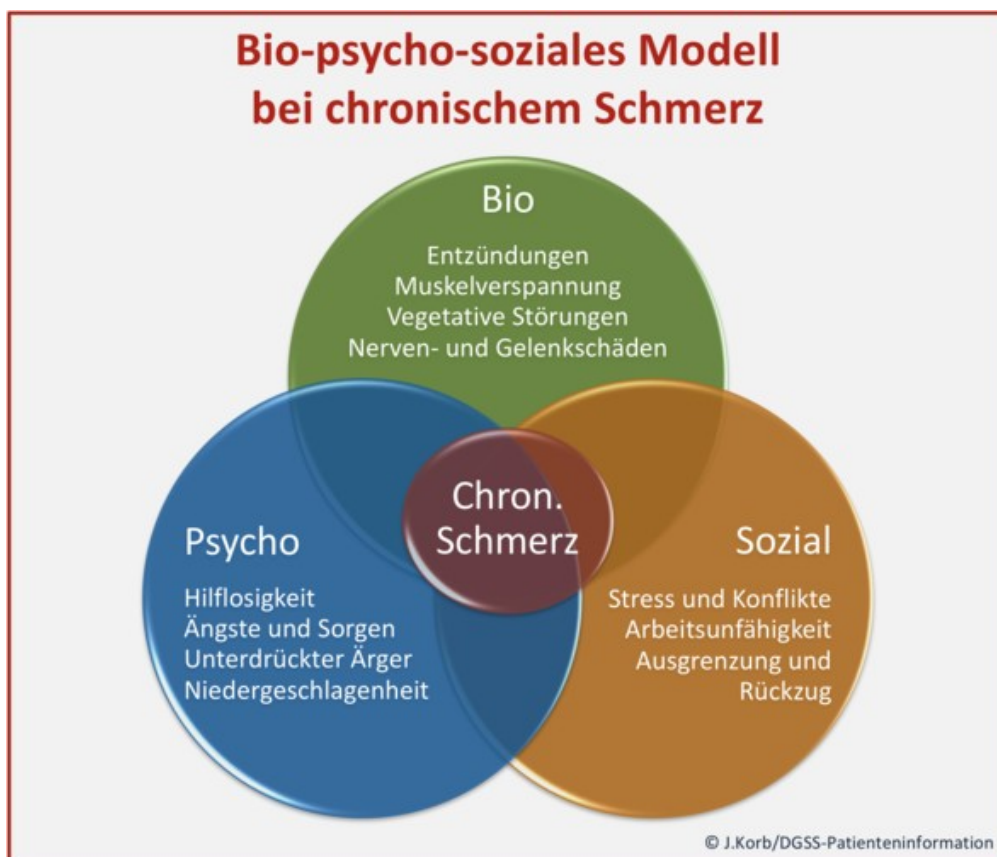 Bio-psycho-soziales Modell
bei chronischem Schmerz
Bio
Entzündungen
Muskelverspannung
Vegetative Störungen
Nerven- und Gelenkschäden
Chron.
Schmerz
Psycho
Hilflosigkeit
Ängste und Sorgen
Unterdrückter Ärger
Niedergeschlagenheit
Sozial
Stress und Konflikte
Arbeitsunfähigkeit
Ausgrenzung und
Rückzug
© J.Korb/DGSS-Patienteninformation